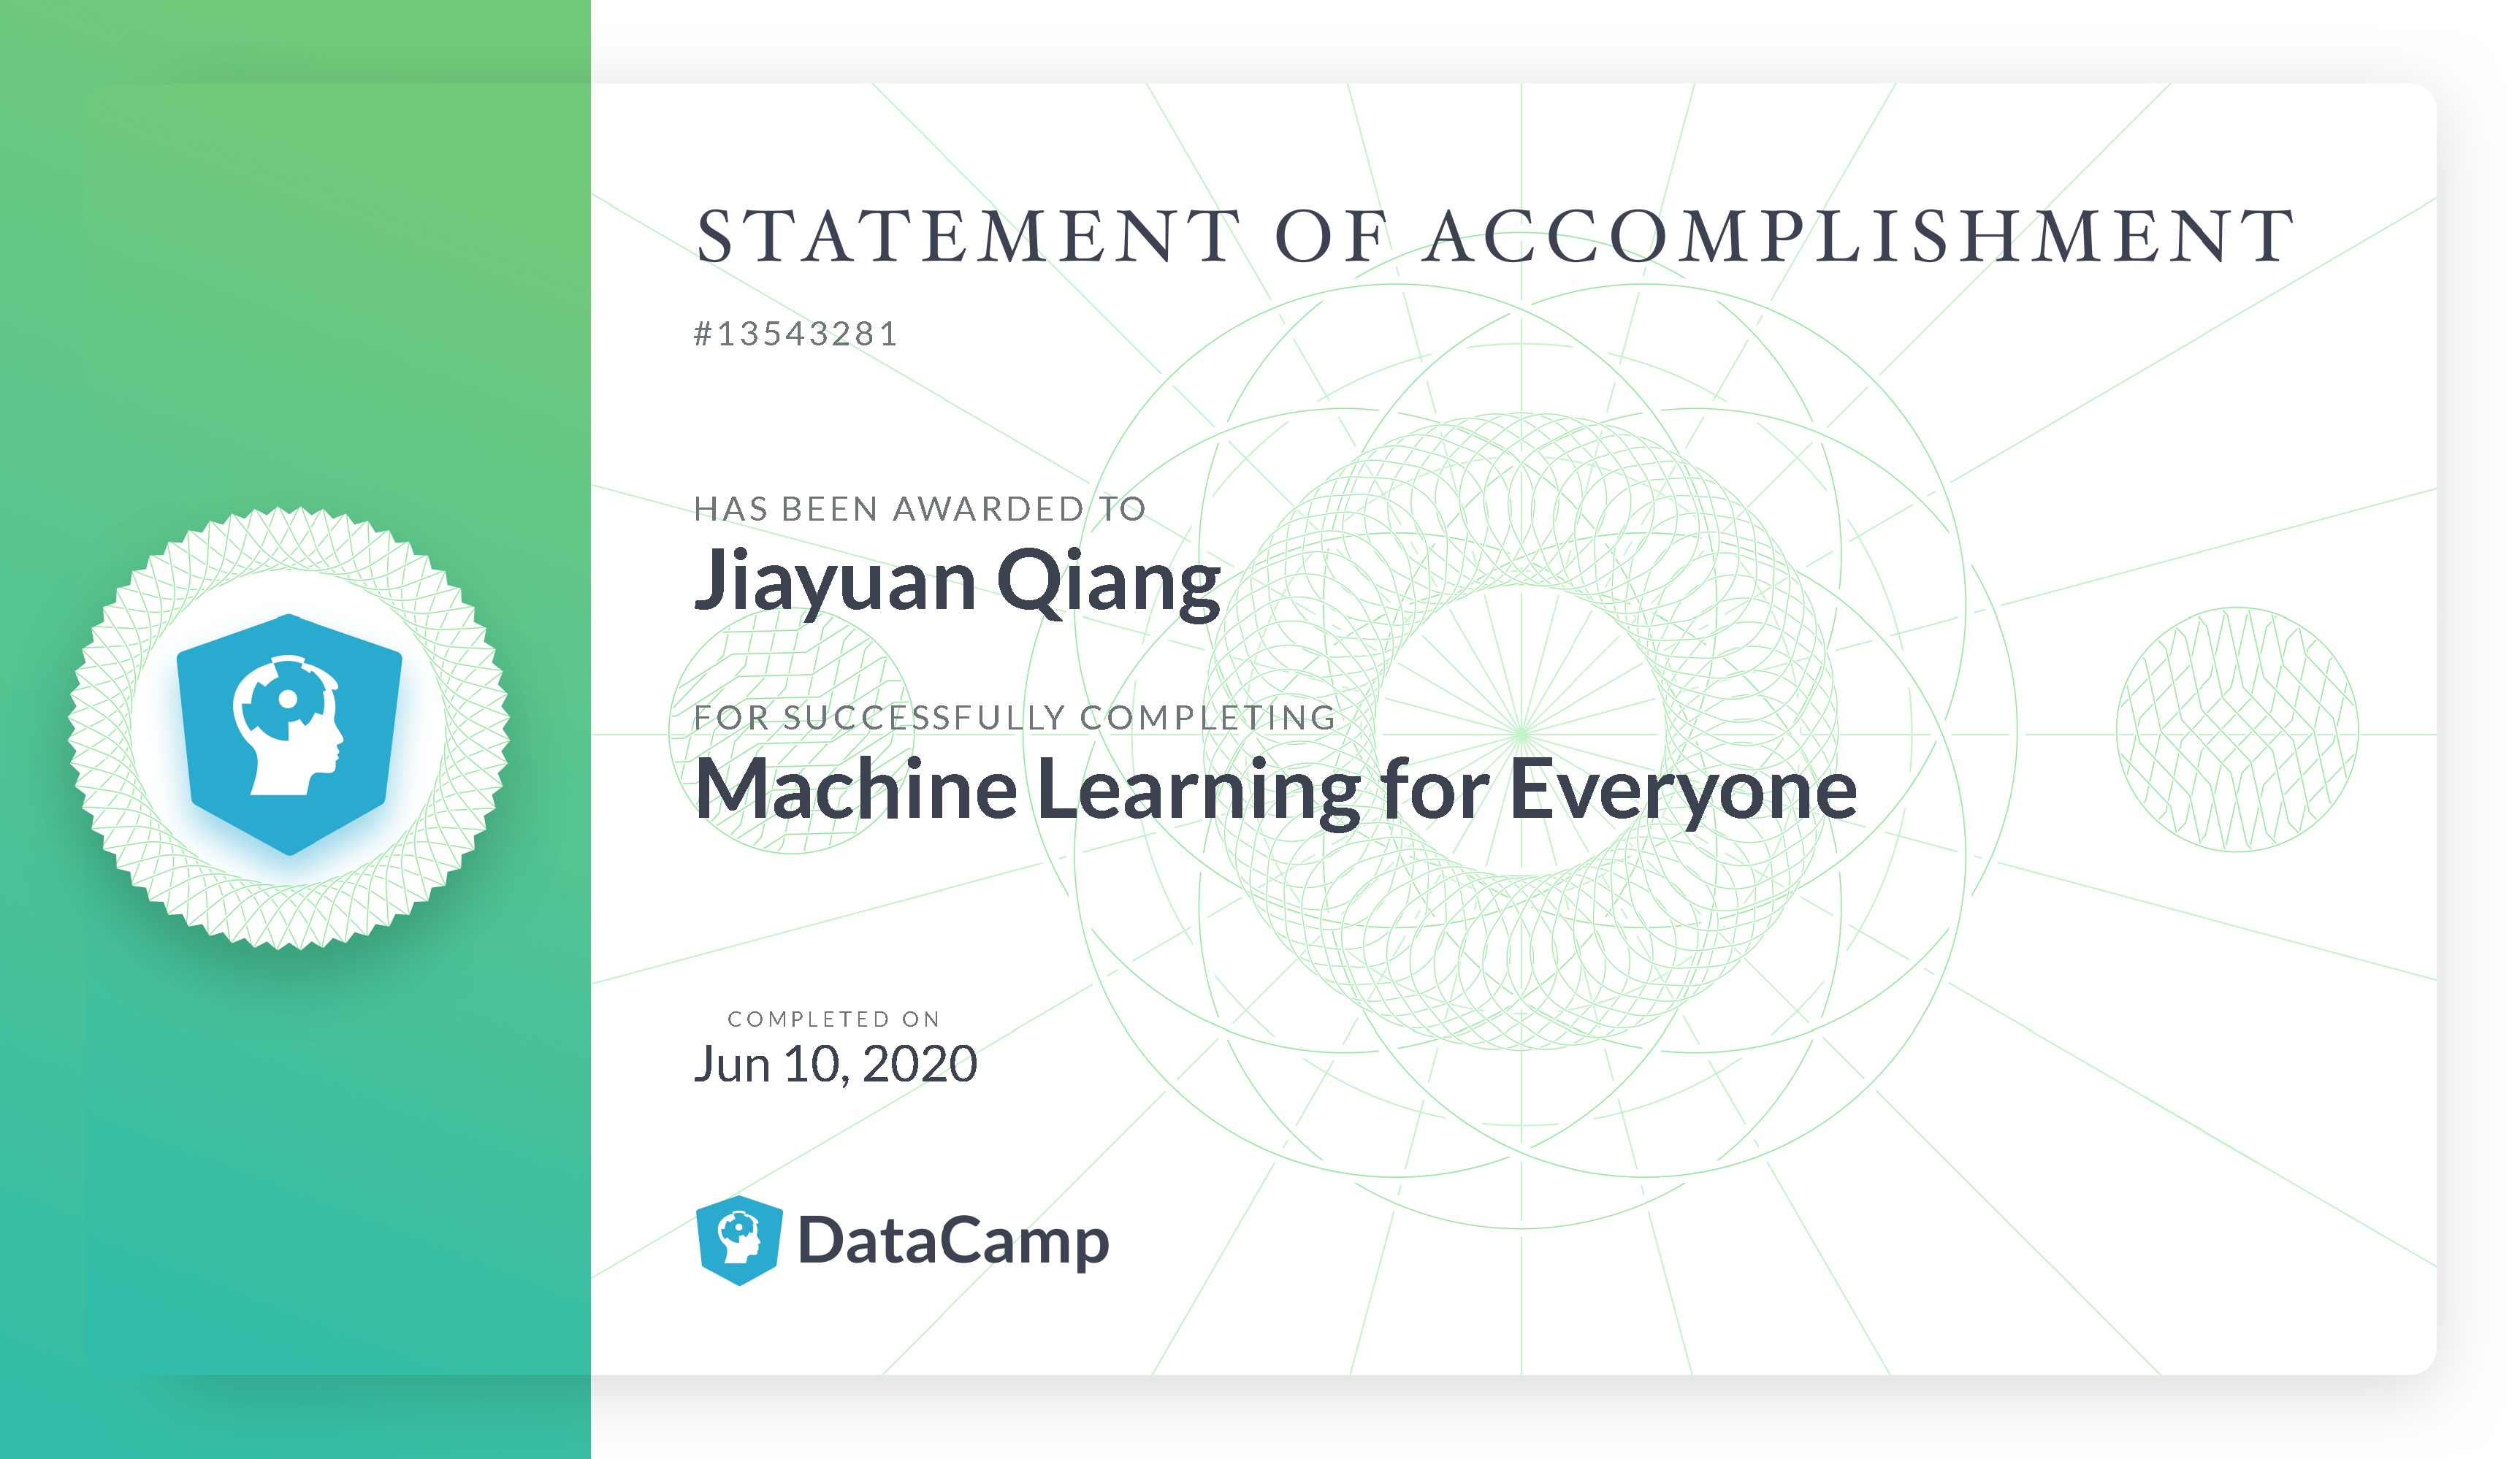 STATEMENT OF ACCOMPLISHMENT
#13543281
HAS BEEN AWARDED TO
Jiayuan Qiang
FOR SUCCESSFULLY COMPLETING
Machine Learning for Everyone
COMPLETED ON
Jun 10, 2020
DataCamp